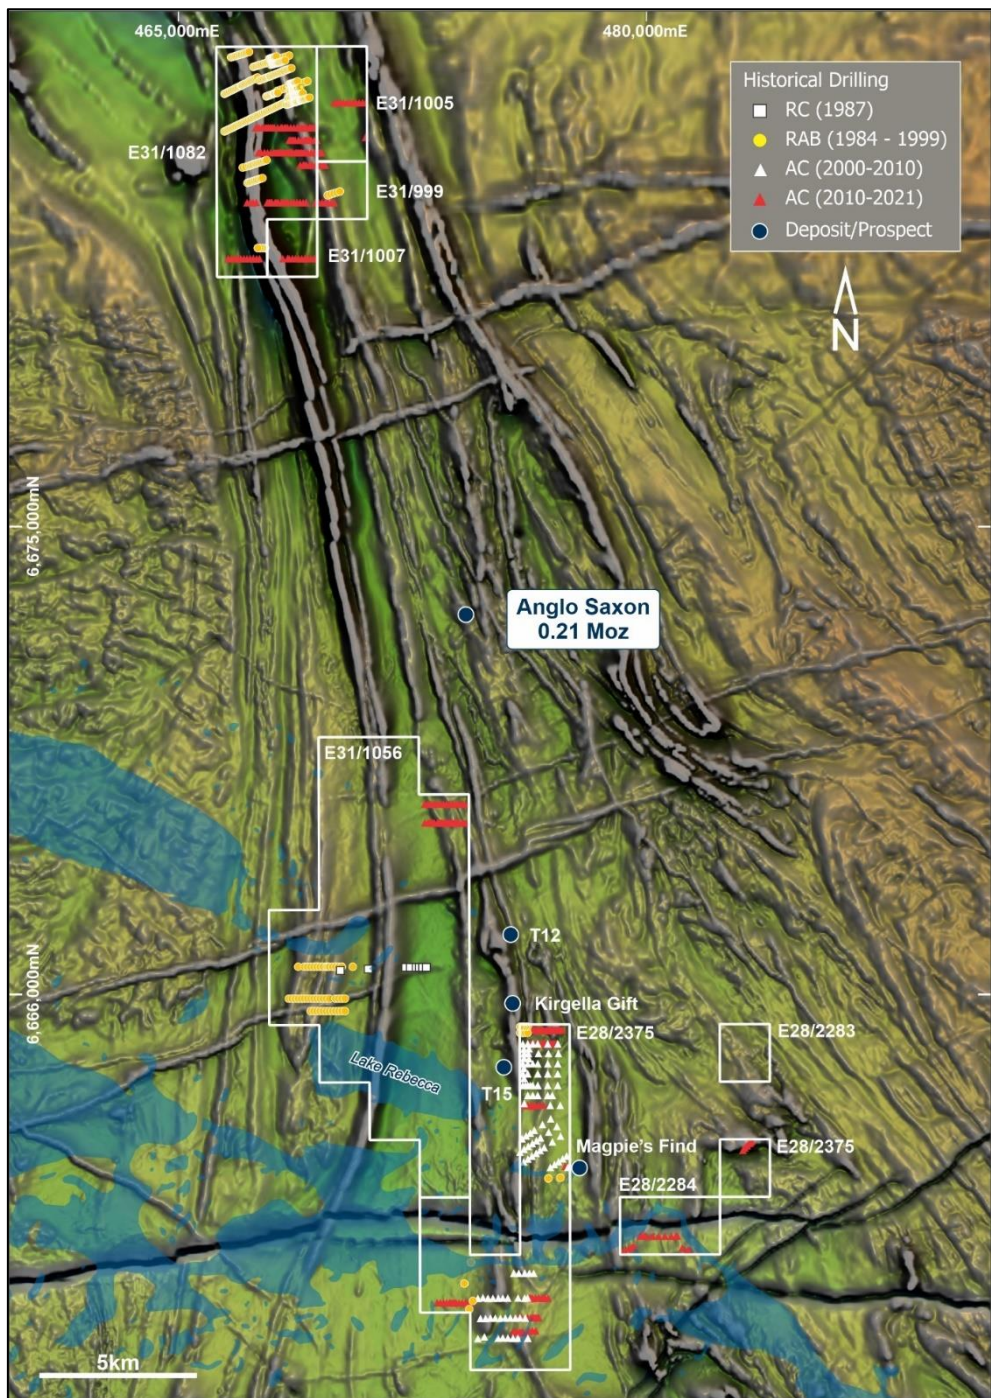 465,000mE
480,000mE
Historical Drilling
RC (1987)
RAB (1984 - 1999)
AC (2000-2010)
AC (2010-2021)
Deposit/Prospect
N
E31/1005
E31/1082
E31/999
E31/1007
6,675,000mN
Anglo Saxon
0.21 Moz
E31/1056
T12
6,666,000mN
Kirgella Gift
E28/2375
E28/2283
Lake Rebecca
T15
Magpie's Find
E28/2375
E28/2284
5km